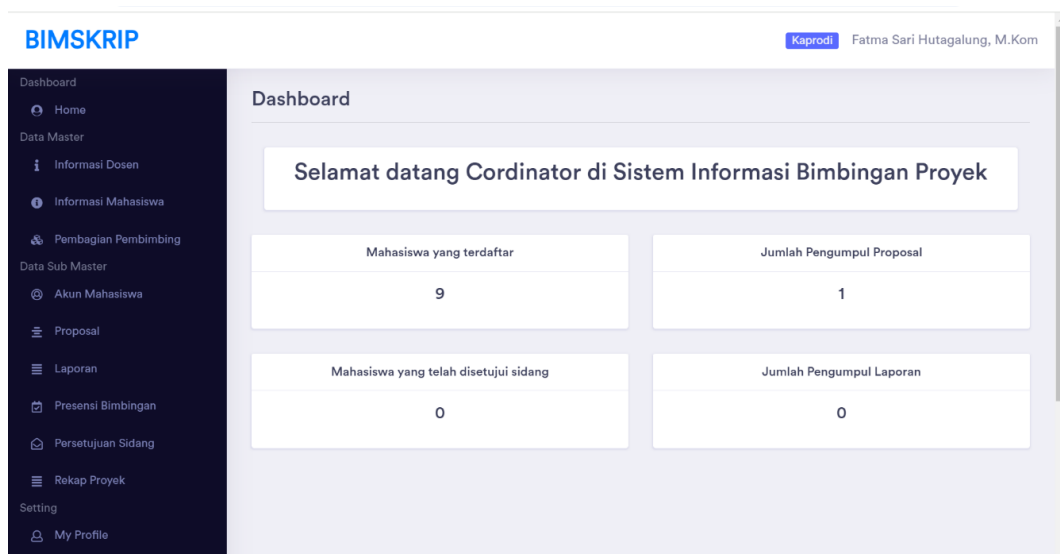 BIMSKRIP
Kaprodi Fatma Sari Hutagalung, M.Kom
Dashboard
Home
Data Master
Informasi Dosen
Informasi Mahasiswa
Pembagian Pembimbing
Data Sub Master
Akun Mahasiswa
Proposal
Laporan
Presensi Bimbingan
Persetujuan Sidang
Rekap Proyek
Setting
My Profile
Dashboard
Selamat datang Cordinator di Sistem Informasi Bimbingan Proyek
Mahasiswa yang terdaftar
9
Jumlah Pengumpul Proposal
1
Mahasiswa yang telah disetujui sidang
0
Jumlah Pengumpul Laporan
0